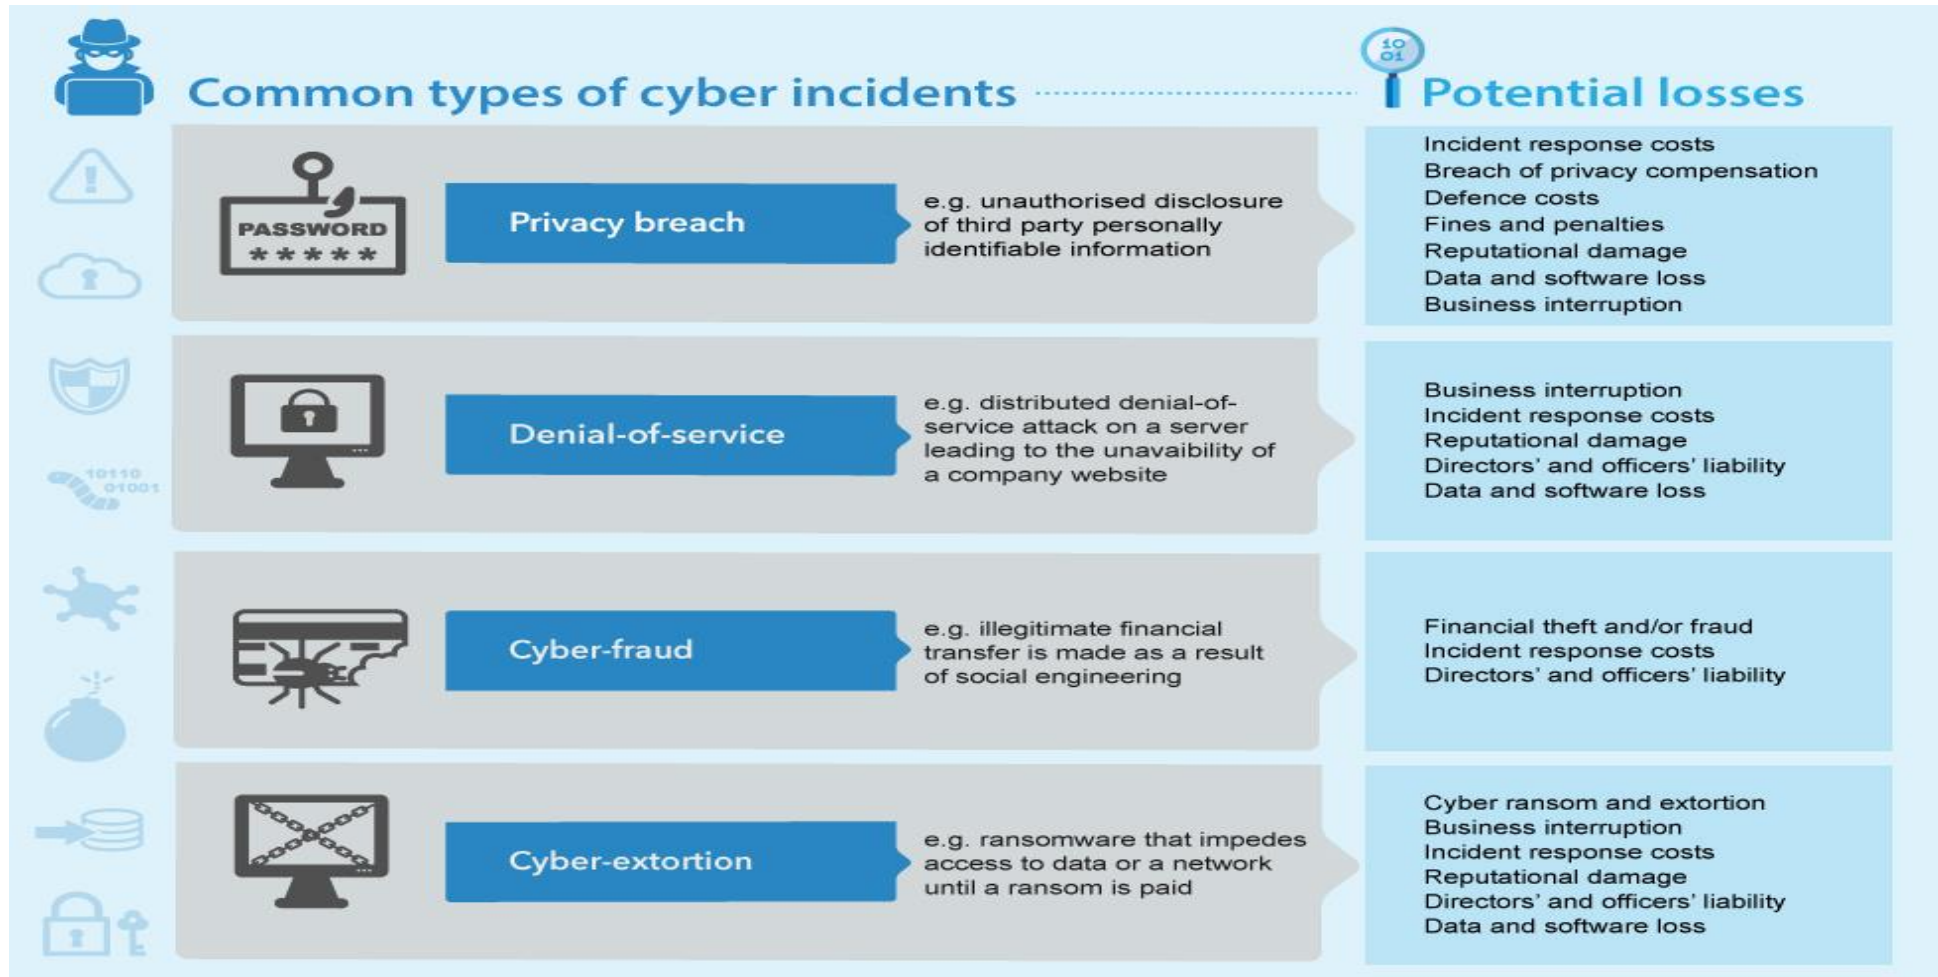 Common types of cyber incidents
10
01
Potential losses
PASSWORD
*****
Privacy breach
e.g. unauthorised disclosure
of third party personally
identifiable information
Incident response costs
Breach of privacy compensation
Defence costs
Fines and penalties
Reputational damage
Data and software loss
Business interruption
Denial-of-service
e.g. distributed denial-of-
service attack on a server
leading to the unavaibility of
a company website
Business interruption
Incident response costs
Reputational damage
Directors’ and officers’ liability
Data and software loss
10110
01001
Cyber-fraud
e.g. illegitimate financial
transfer is made as a result
of social engineering
Financial theft and/or fraud
Incident response costs
Directors’ and officers’ liability
Cyber-extortion
e.g. ransomware that impedes
access to data or a network
until a ransom is paid
Cyber ransom and extortion
Business interruption
Incident response costs
Reputational damage
Directors’ and officers’ liability
Data and software loss